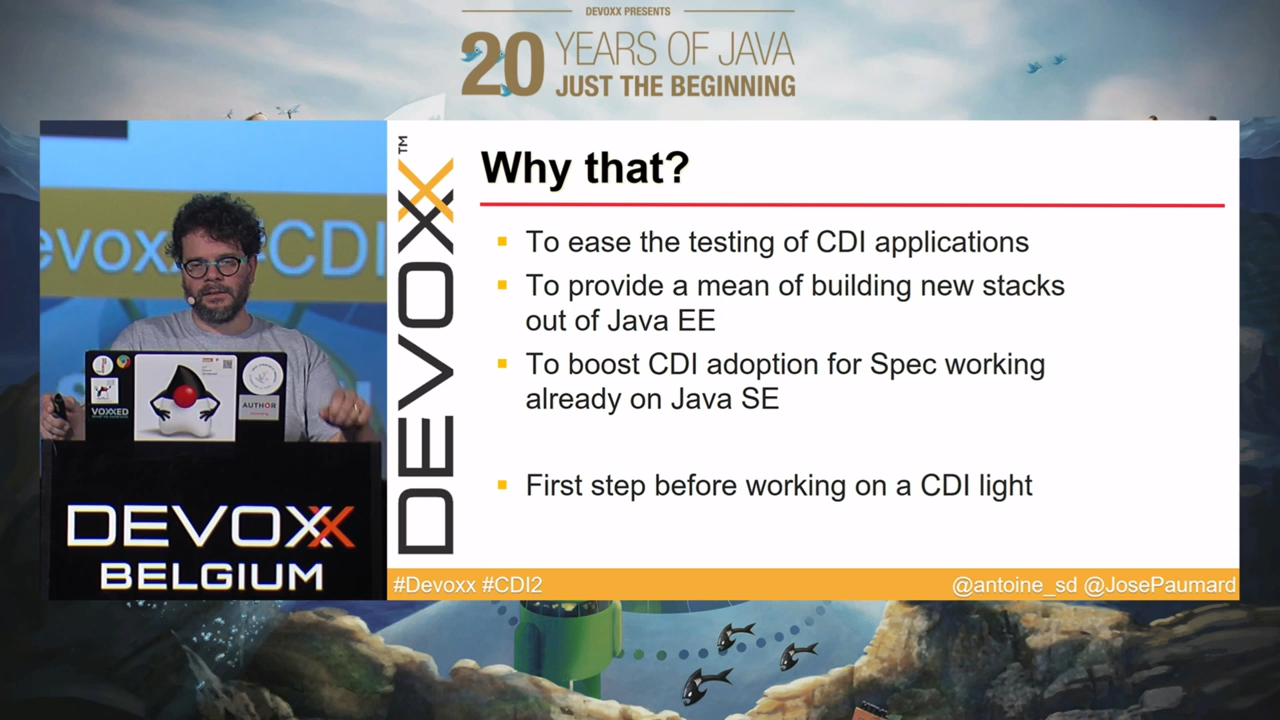 DEVOXX PRESENTS
20 YEARS OF JAVA
JUST THE BEGINNING
evoxx #CDI
VOXXED
AUTHOR
DEVOXX
BELGIUM
DEVOXX™
Why that?
To ease the testing of CDI applications
To provide a mean of building new stacks
out of Java EE
To boost CDI adoption for Spec working
already on Java SE
First step before working on a CDI light
#Devoxx #CDI2
@antoine_sd @JosePaumard